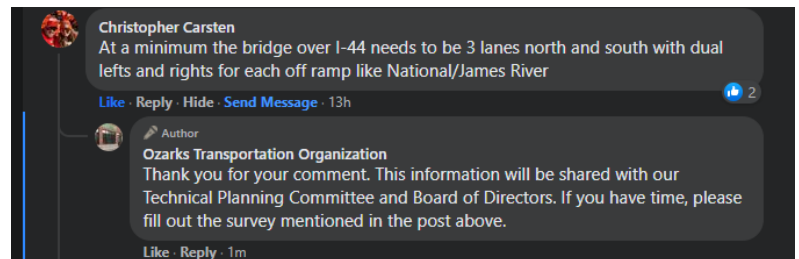 Christopher Carsten
At a minimum the bridge over I-44 needs to be 3 lanes north and south with dual
lefts and rights for each off ramp like National/James River
Like · Reply · Hide · Send Message · 13h
2
Author
Ozarks Transportation Organization
Thank you for your comment. This information will be shared with our
Technical Planning Committee and Board of Directors. If you have time, please
fill out the survey mentioned in the post above.
Like · Reply · 1m